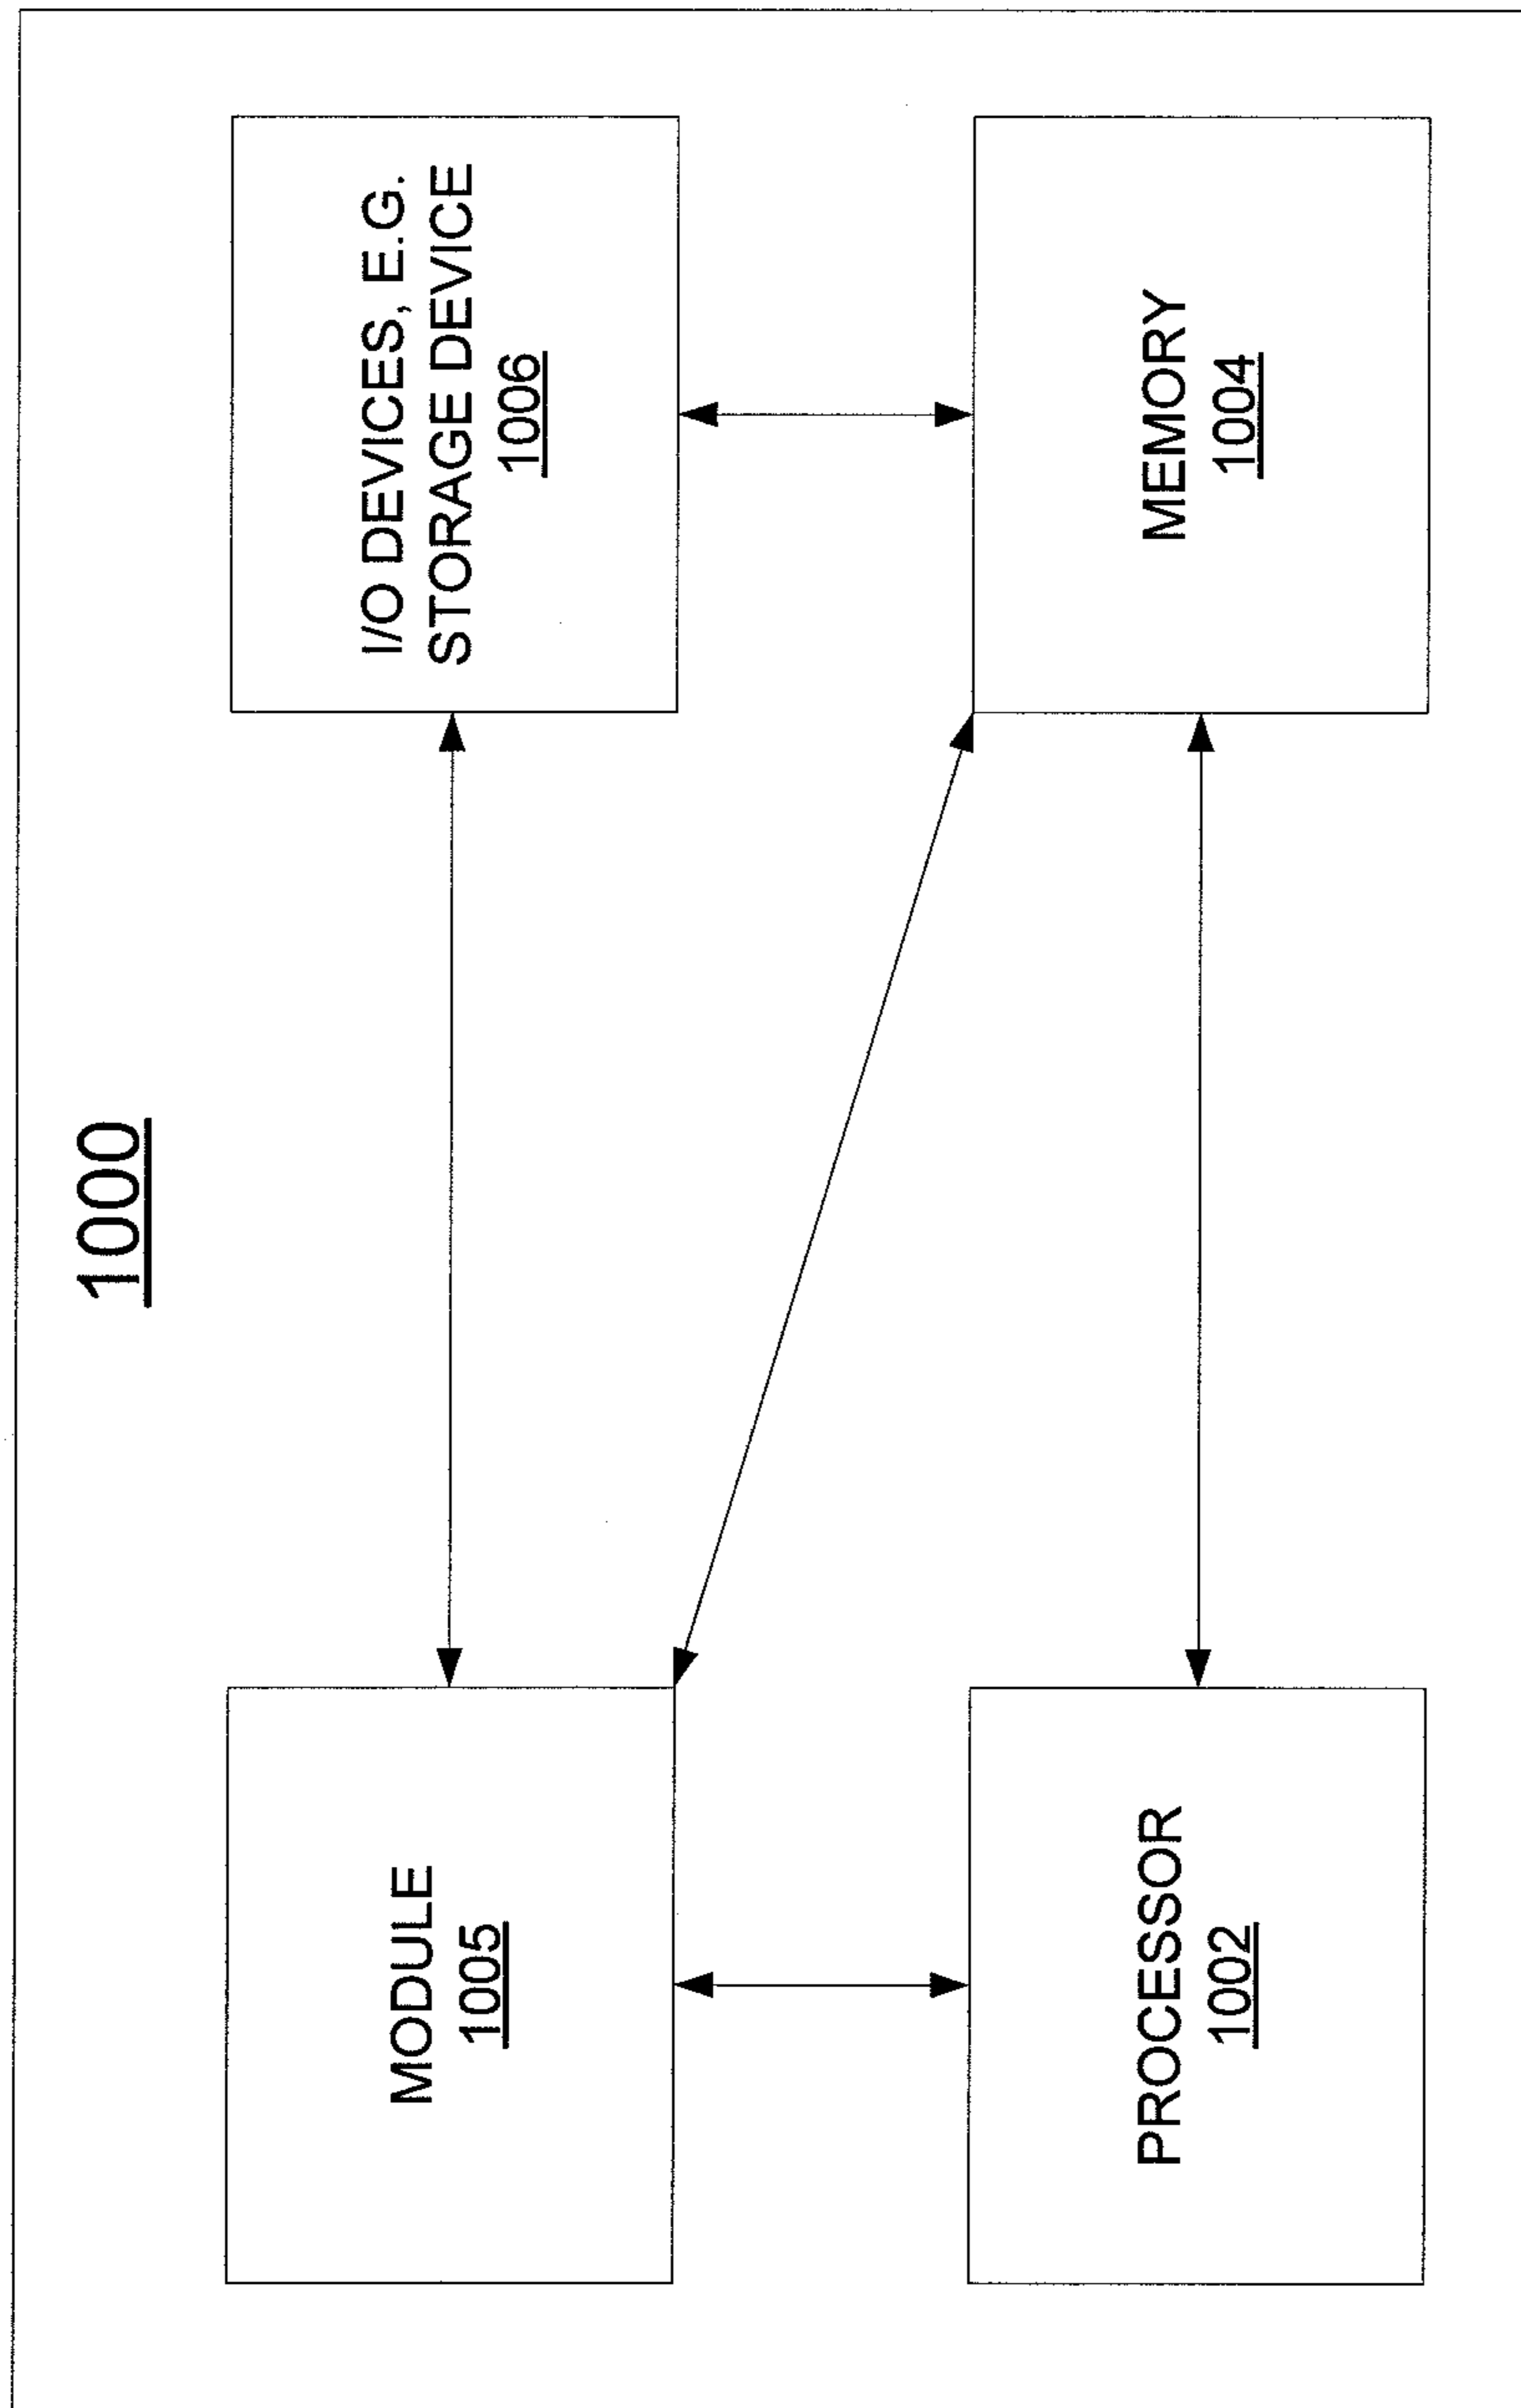 1000
MODULE
1005
I/O DEVICES, E.G.
STORAGE DEVICE
1006
PROCESSOR
1002
MEMORY
1004